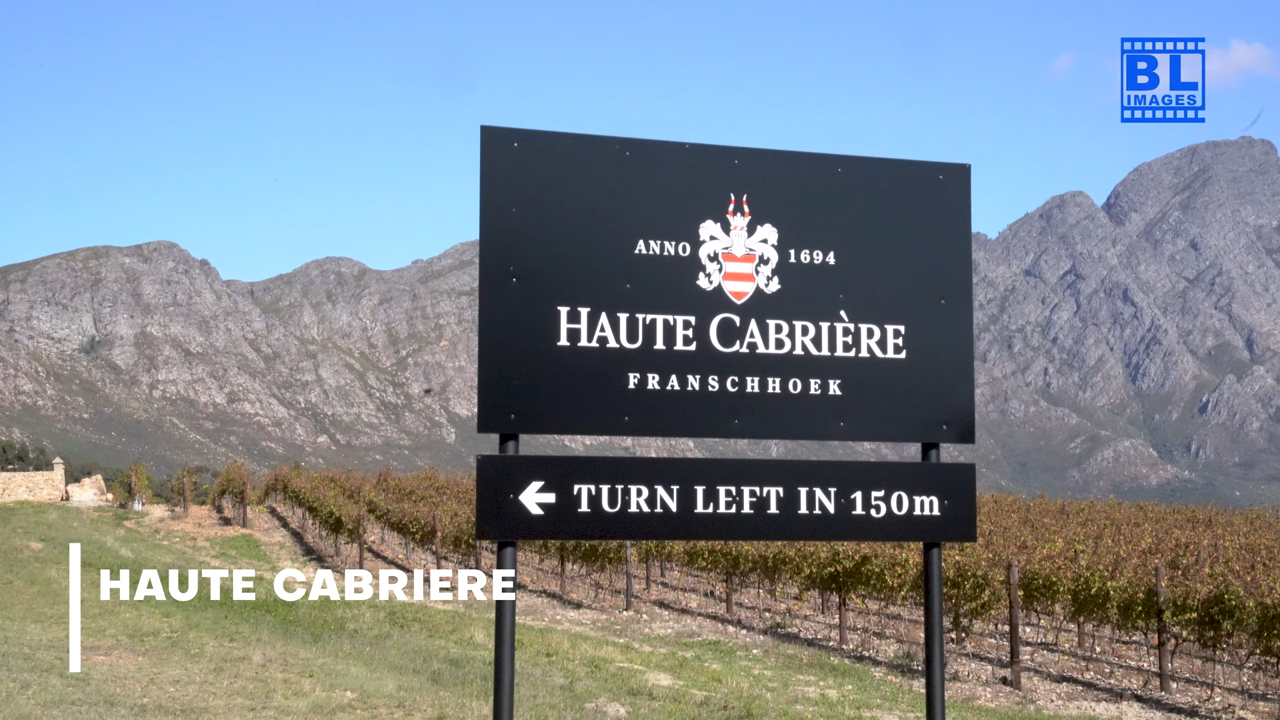 BL
IMAGES
ANNO 1694
HAUTE CABRIÈRE
FRANSCHHOEK
TURN LEFT IN 150m
HAUTE CABRIERE